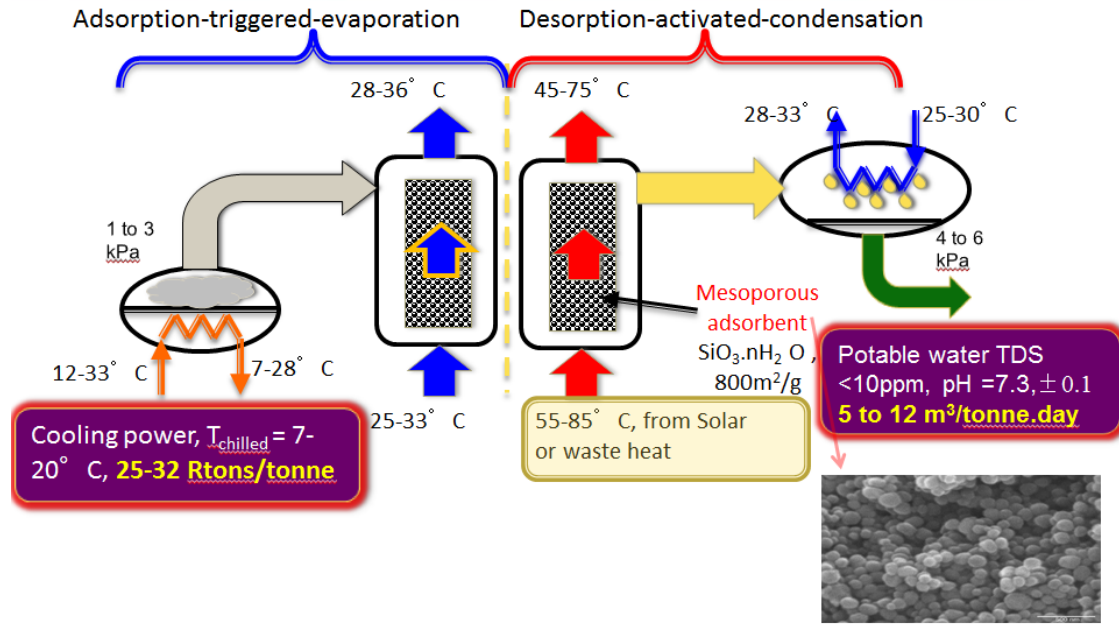 Adsorption-triggered-evaporation
Desorption-activated-condensation
28-36° C
45-75° C
28-33° C
25-30° C
1 to 3
kPa
4 to 6
kPa
Mesoporous
adsorbent
SiO₃.nH₂ O ,
800m²/g
12-33° C
7-28° C
25-33° C
55-85° C, from Solar
or waste heat
Cooling power, T_chilled = 7-
20° C, 25-32 Rtons/tonne
Potable water TDS
<10ppm, pH =7.3, ± 0.1
5 to 12 m³/tonne.day